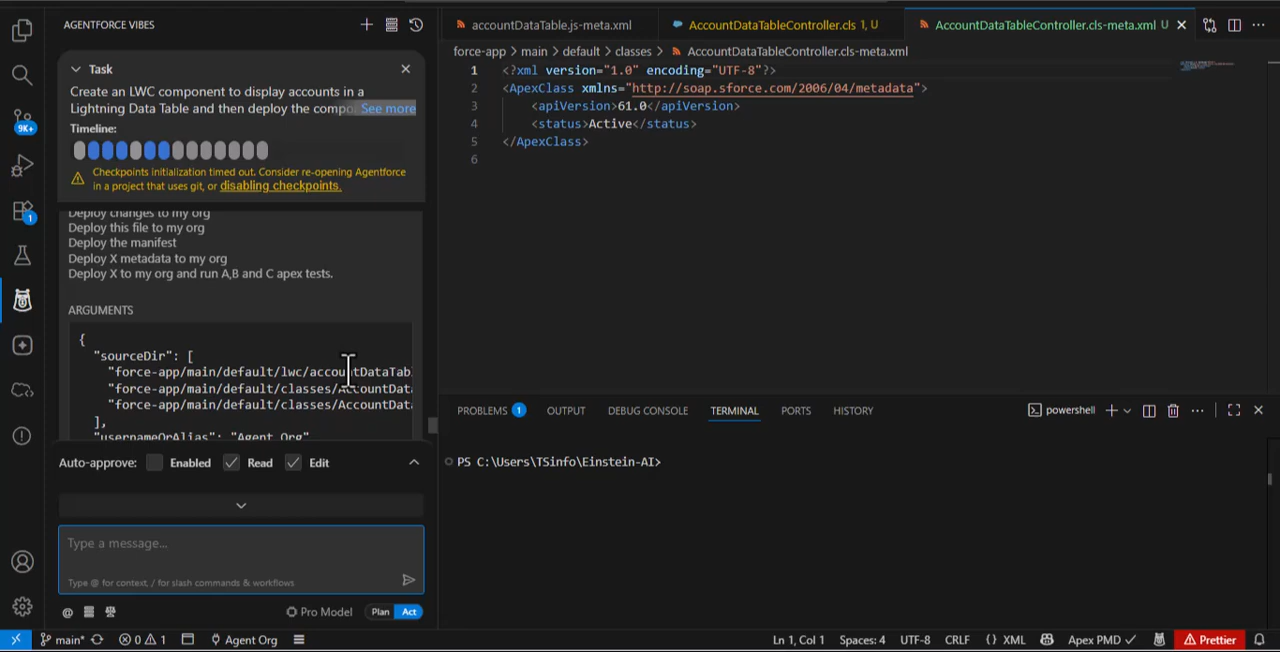 AGENTFORCE VIBES
Task
Create an LWC component to display accounts in a
Lightning Data Table and then deploy the compo See more
Timeline:
Checkpoints initialization timed out. Consider re-opening Agentforce
in a project that uses git, or disabling checkpoints.
Deploy changes to my org
Deploy this file to my org
Deploy the manifest
Deploy X metadata to my org
Deploy X to my org and run A,B and C apex tests.
ARGUMENTS
{
"sourceDir": [
"force-app/main/default/lwc/accountDataTab
"force-app/main/default/classes/AccountData
"force-app/main/default/classes/AccountData
],
"usernameOrAlias": "Agent Org"
Auto-approve: Enabled Read Edit
Type a message...
Type @ for context, / for slash commands & workflows
@ Pro Model Plan Act
9K+
1
accountDataTable.js-meta.xml AccountDataTableController.cls 1, U AccountDataTableController.cls-meta.xml U
force-app > main > default > classes > AccountDataTableController.cls-meta.xml
1 <?xml version="1.0" encoding="UTF-8"?>
2 <ApexClass xmlns="http://soap.sforce.com/2006/04/metadata">
3 <apiVersion>61.0</apiVersion>
4 <status>Active</status>
5 </ApexClass>
6
PROBLEMS 1 OUTPUT DEBUG CONSOLE TERMINAL PORTS HISTORY powershell
PS C:\Users\TSinfo\Einstein-AI>
main* 0 1 Agent Org Ln 1, Col 1 Spaces: 4 UTF-8 CRLF {} XML Apex PMD Prettier